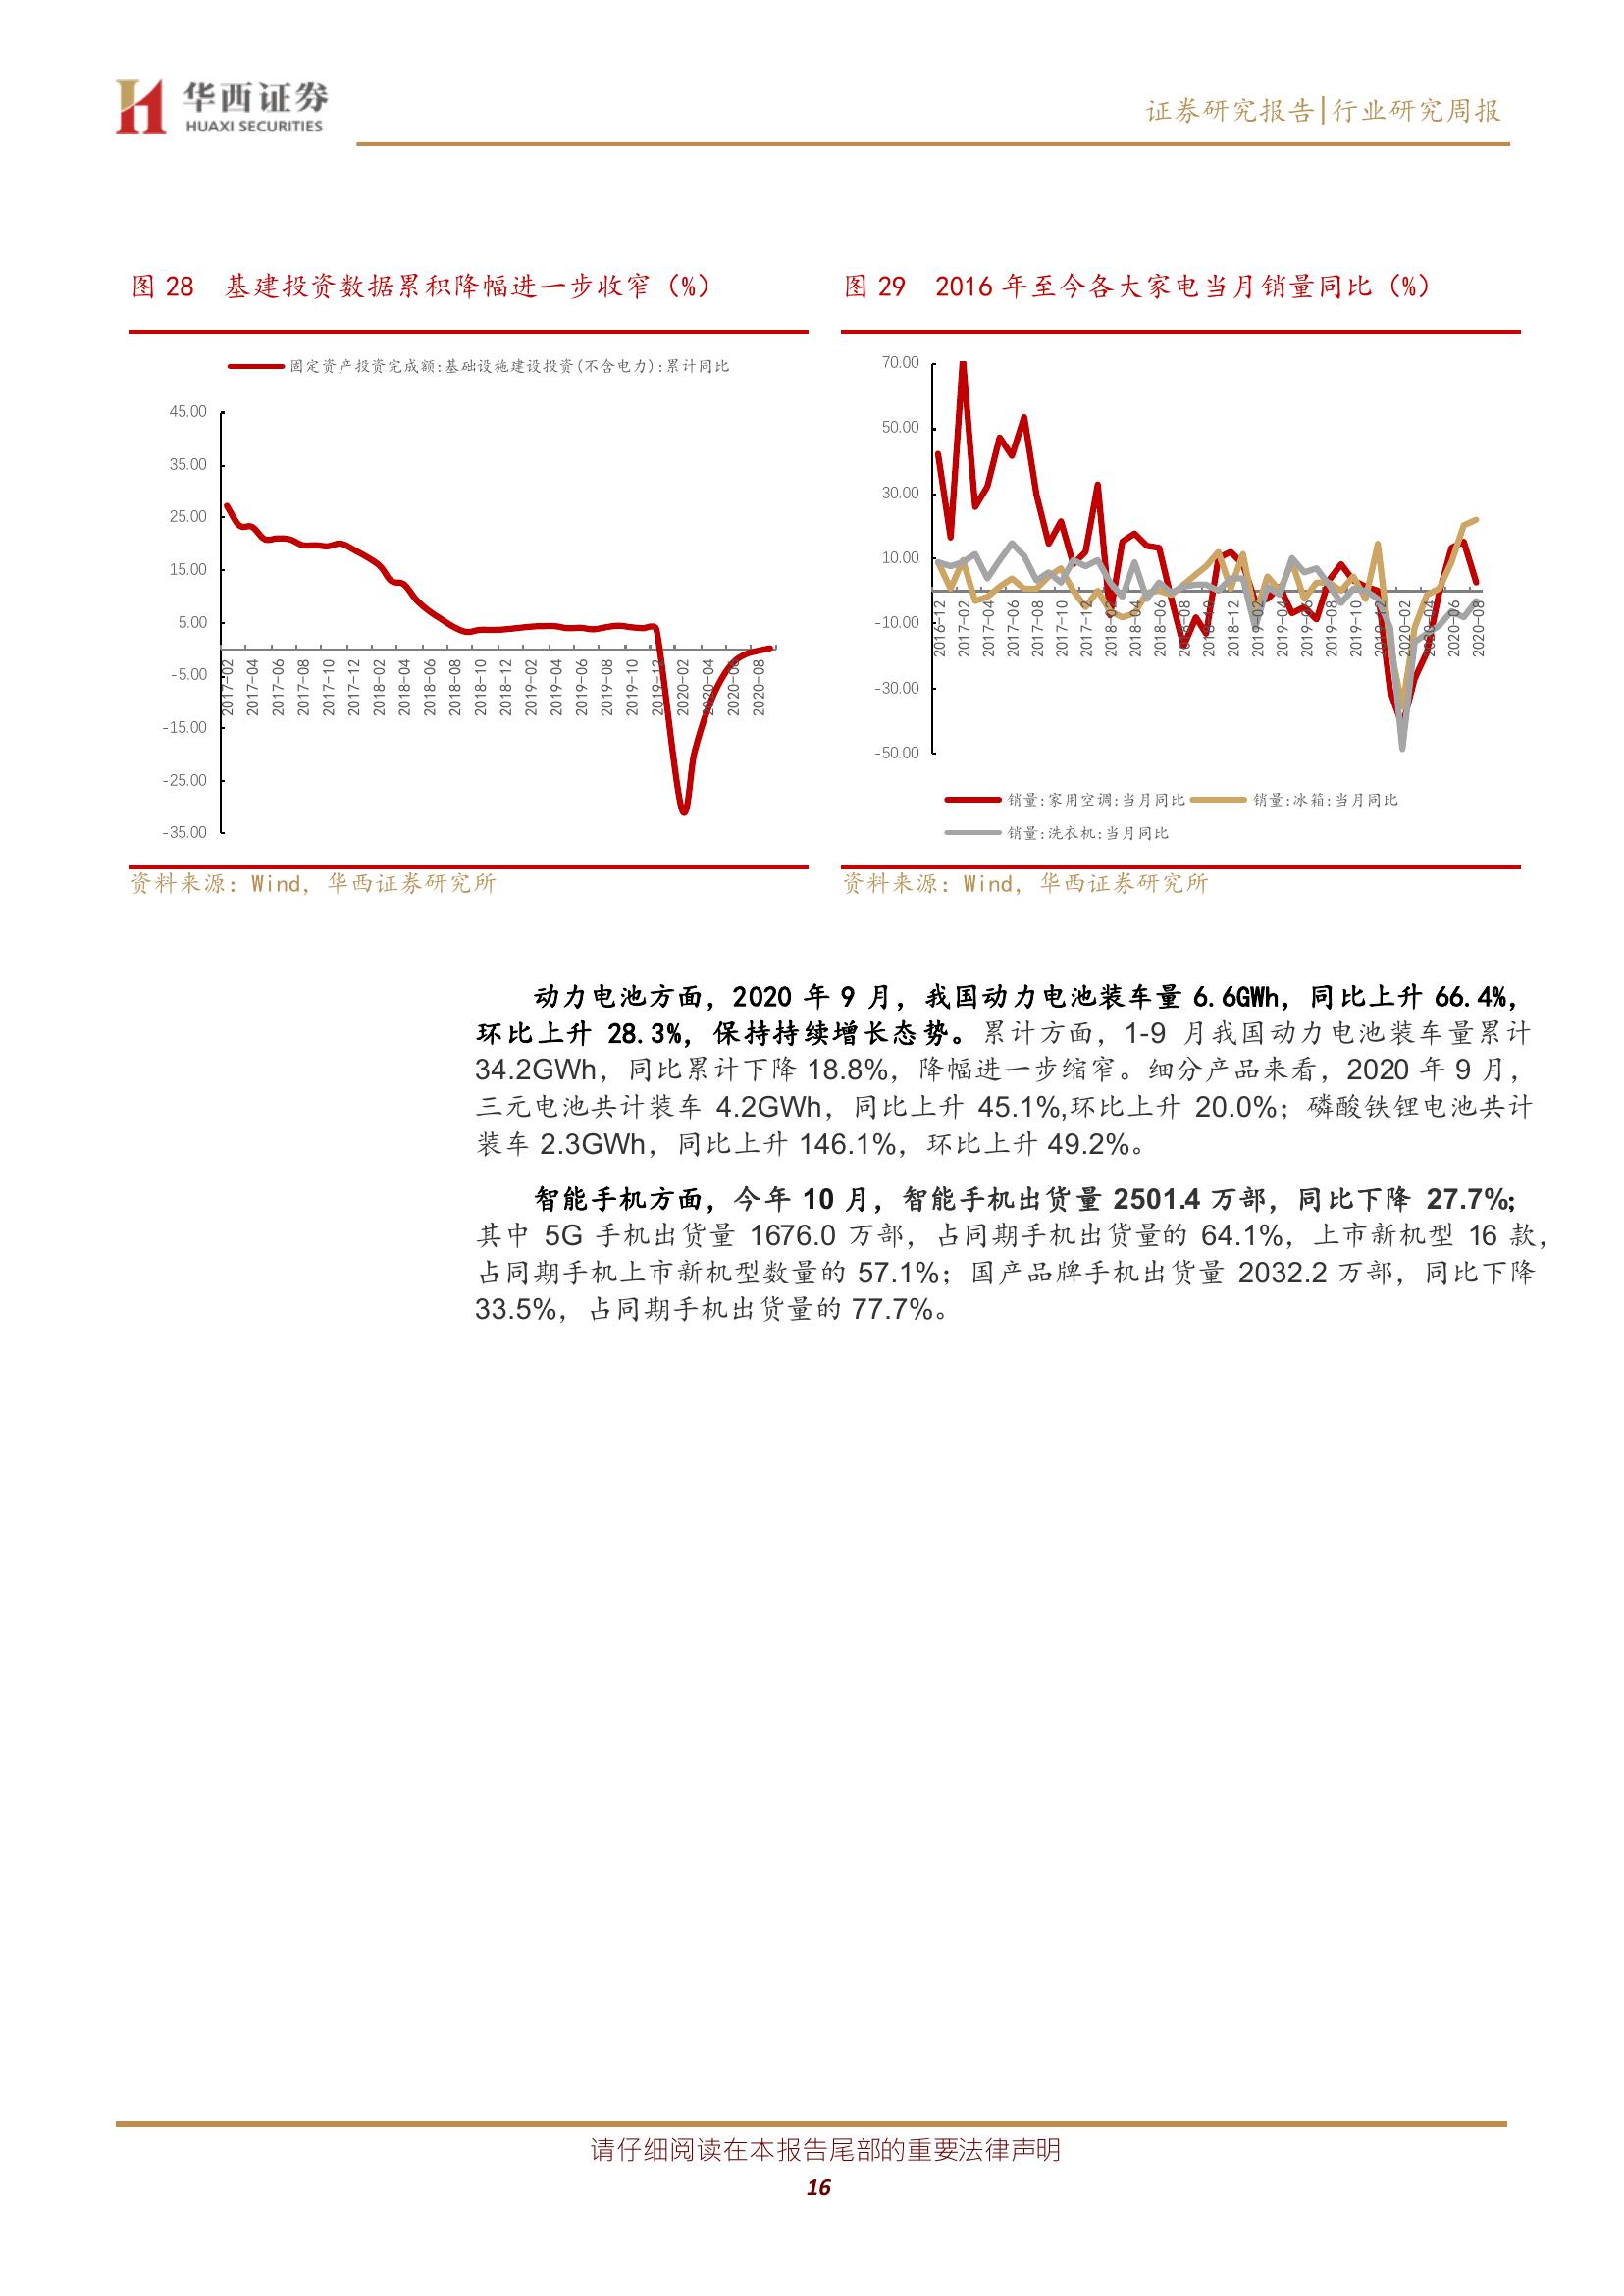 华西证券
HUAXI SECURITIES
证券研究报告|行业研究周报
图 28 基建投资数据累积降幅进一步收窄（%）
固定资产投资完成额:基础设施建设投资(不含电力):累计同比
45.00
35.00
25.00
15.00
5.00
-5.00
-15.00
-25.00
-35.00
2017-02
2017-04
2017-06
2017-08
2017-10
2017-12
2018-02
2018-04
2018-06
2018-08
2018-10
2018-12
2019-02
2019-04
2019-06
2019-08
2019-10
2019-12
2020-02
2020-04
2020-06
2020-08
资料来源：Wind，华西证券研究所
图 29 2016 年至今各大家电当月销量同比（%）
70.00
50.00
30.00
10.00
-10.00
-30.00
-50.00
2016-12
2017-02
2017-04
2017-06
2017-08
2017-10
2017-12
2018-02
2018-04
2018-06
2018-08
2018-10
2018-12
2019-02
2019-04
2019-06
2019-08
2019-10
2019-12
2020-02
2020-04
2020-06
2020-08
销量:家用空调:当月同比
销量:冰箱:当月同比
销量:洗衣机:当月同比
资料来源：Wind，华西证券研究所
动力电池方面，2020 年 9 月，我国动力电池装车量 6.6GWh，同比上升 66.4%，
环比上升 28.3%，保持持续增长态势。累计方面，1-9 月我国动力电池装车量累计
34.2GWh，同比累计下降 18.8%，降幅进一步缩窄。细分产品来看，2020 年 9 月，
三元电池共计装车 4.2GWh，同比上升 45.1%,环比上升 20.0%；磷酸铁锂电池共计
装车 2.3GWh，同比上升 146.1%，环比上升 49.2%。
智能手机方面，今年 10 月，智能手机出货量 2501.4 万部，同比下降 27.7%；
其中 5G 手机出货量 1676.0 万部，占同期手机出货量的 64.1%，上市新机型 16 款，
占同期手机上市新机型数量的 57.1%；国产品牌手机出货量 2032.2 万部，同比下降
33.5%，占同期手机出货量的 77.7%。
请仔细阅读在本报告尾部的重要法律声明
16